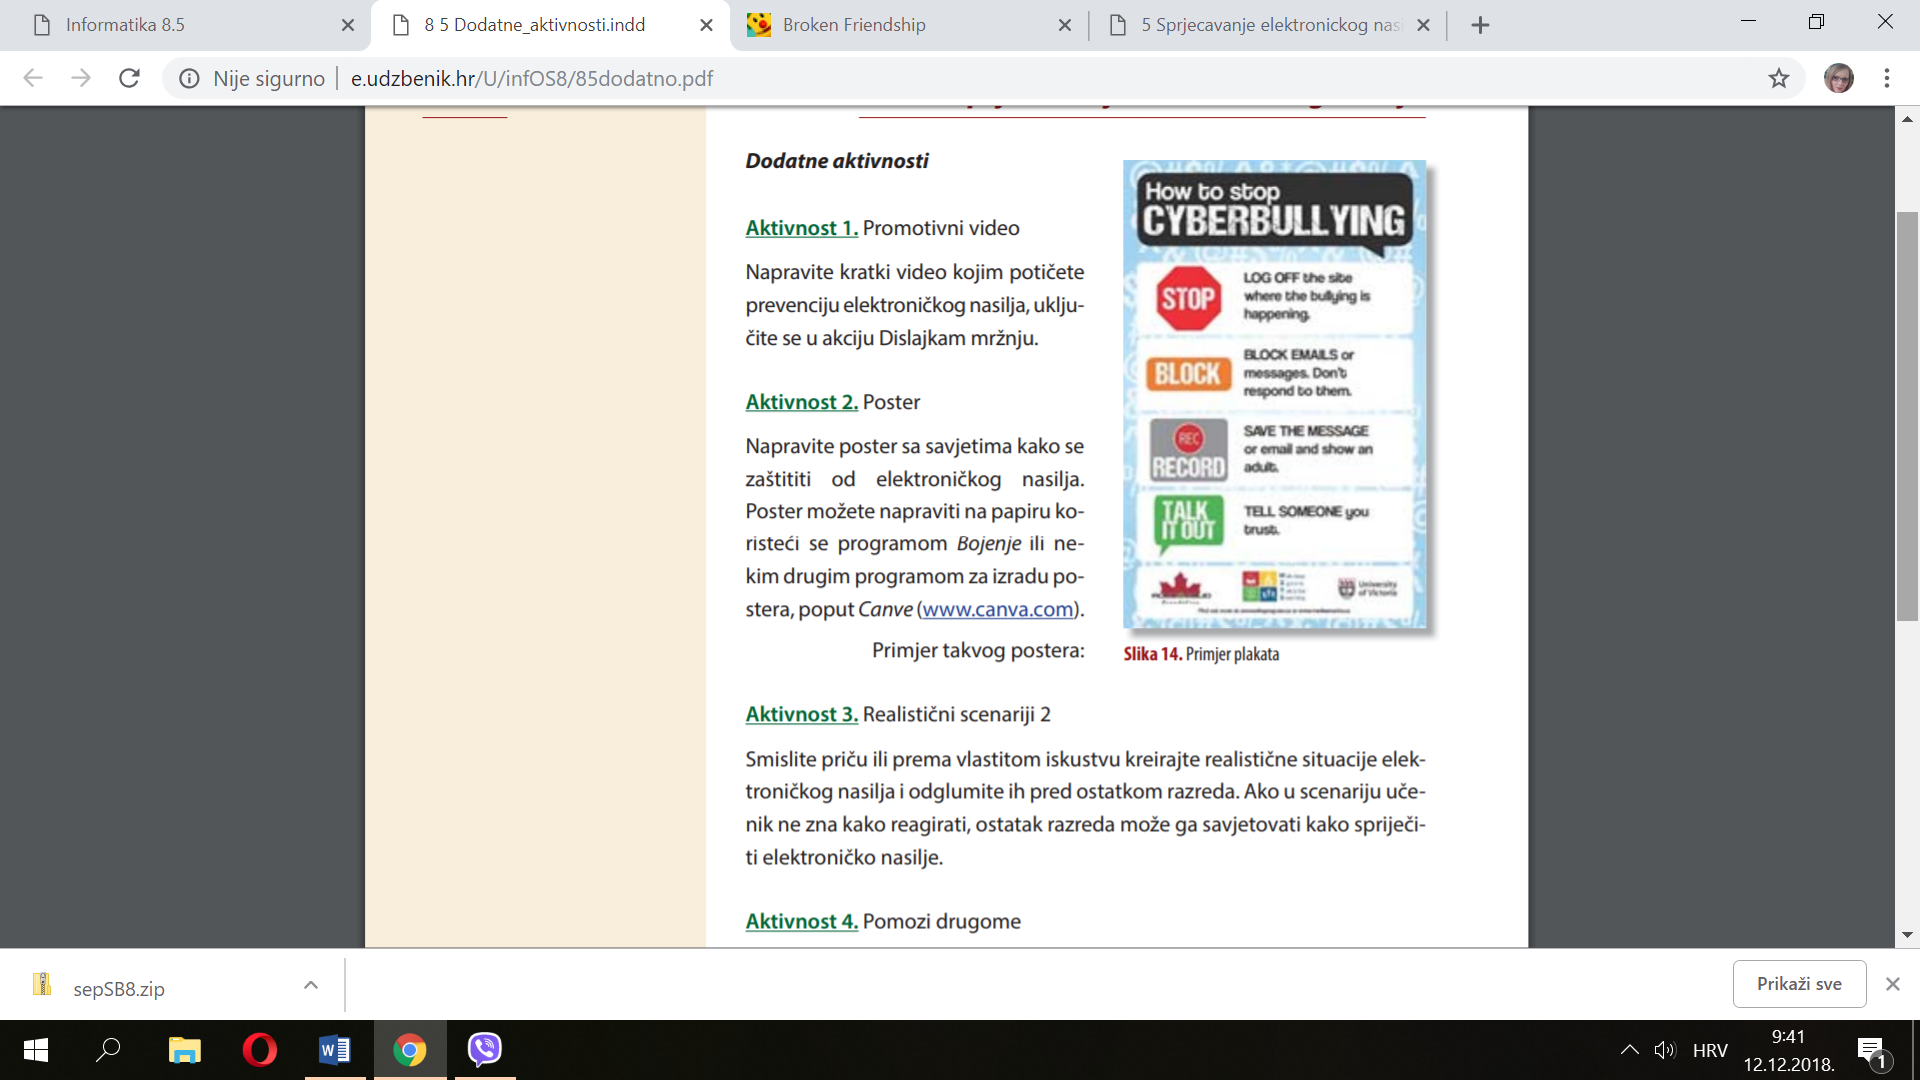 Informatika 8.5
8 5 Dodatne_aktivnosti.indd
Broken Friendship
5 Sprjecavanje elektronickog nasi
Nije sigurno
e.udzbenik.hr/U/infOS8/85dodatno.pdf
Dodatne aktivnosti
Aktivnost 1. Promotivni video
Napravite kratki video kojim potičete
prevenciju elektroničkog nasilja, uklju-
čite se u akciju Dislajkam mržnju.
Aktivnost 2. Poster
Napravite poster sa savjetima kako se
zaštititi od elektroničkog nasilja.
Poster možete napraviti na papiru ko-
risteći se programom Bojenje ili ne-
kim drugim programom za izradu po-
stera, poput Canve (www.canva.com).
Primjer takvog postera:
How to stop
CYBERBULLYING
STOP
LOG OFF the site
where the bullying is
happening.
BLOCK
BLOCK EMAILS or
messages. Don't
respond to them.
REC
RECORD
SAVE THE MESSAGE
or email and show an
adult.
TALK
IT OUT
TELL SOMEONE you
trust.
University
of Victoria
Slika 14. Primjer plakata
Aktivnost 3. Realistični scenariji 2
Smislite priču ili prema vlastitom iskustvu kreirajte realistične situacije elek-
troničkog nasilja i odglumite ih pred ostatkom razreda. Ako u scenariju uče-
nik ne zna kako reagirati, ostatak razreda može ga savjetovati kako spriječi-
ti elektroničko nasilje.
Aktivnost 4. Pomozi drugome
sepSB8.zip
Prikaži sve
HRV
9:41
12.12.2018.
1